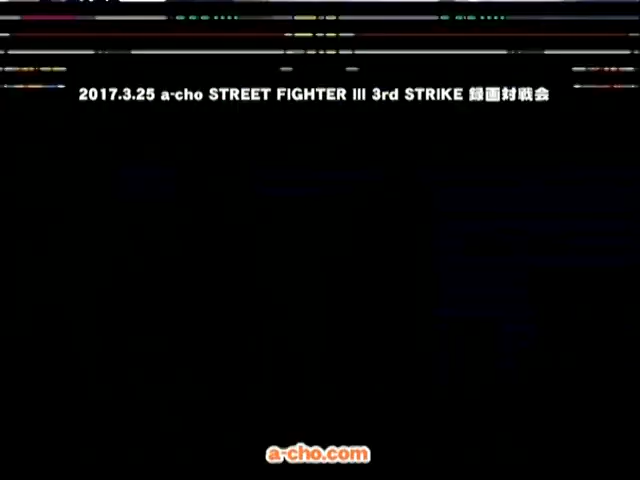 2017.3.25 a-cho STREET FIGHTER III 3rd STRIKE 録画対戦会
a-cho.com